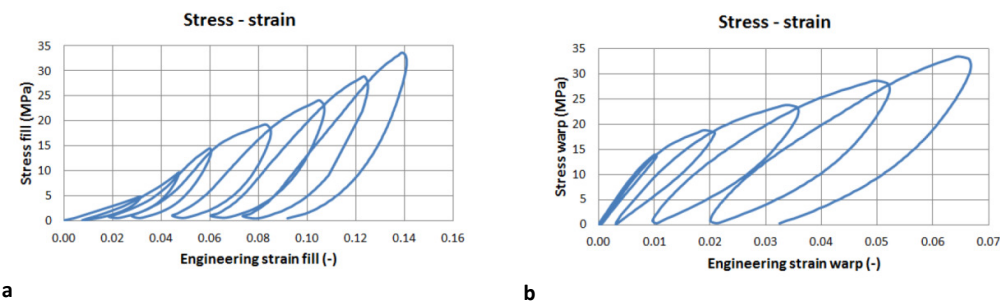 Stress - strain
35
30
25
20
15
10
5
0
Stress fill (MPa)
0.00 0.02 0.04 0.06 0.08 0.10 0.12 0.14 0.16
Engineering strain fill (-)
a
Stress - strain
35
30
25
20
15
10
5
0
Stress warp (MPa)
0.00 0.01 0.02 0.03 0.04 0.05 0.06 0.07
Engineering strain warp (-)
b